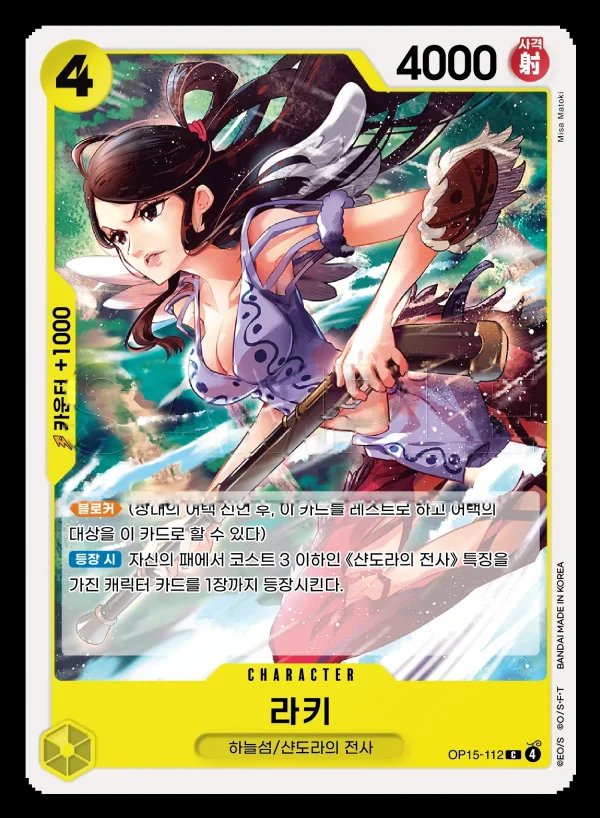 4
4000
사격
射
Misa Matoki
카운터 +1000
SAMPLE
블로커 (상대의 어택 선언 후, 이 카드를 레스트로 하고 어택의
대상을 이 카드로 할 수 있다)
등장 시 자신의 패에서 코스트 3 이하인 《샨도라의 전사》 특징을
가진 캐릭터 카드를 1장까지 등장시킨다.
CHARACTER
라키
하늘섬/샨도라의 전사
OP15-112 C 4
©EO/S ©O/S·F·T BANDAI MADE IN KOREA